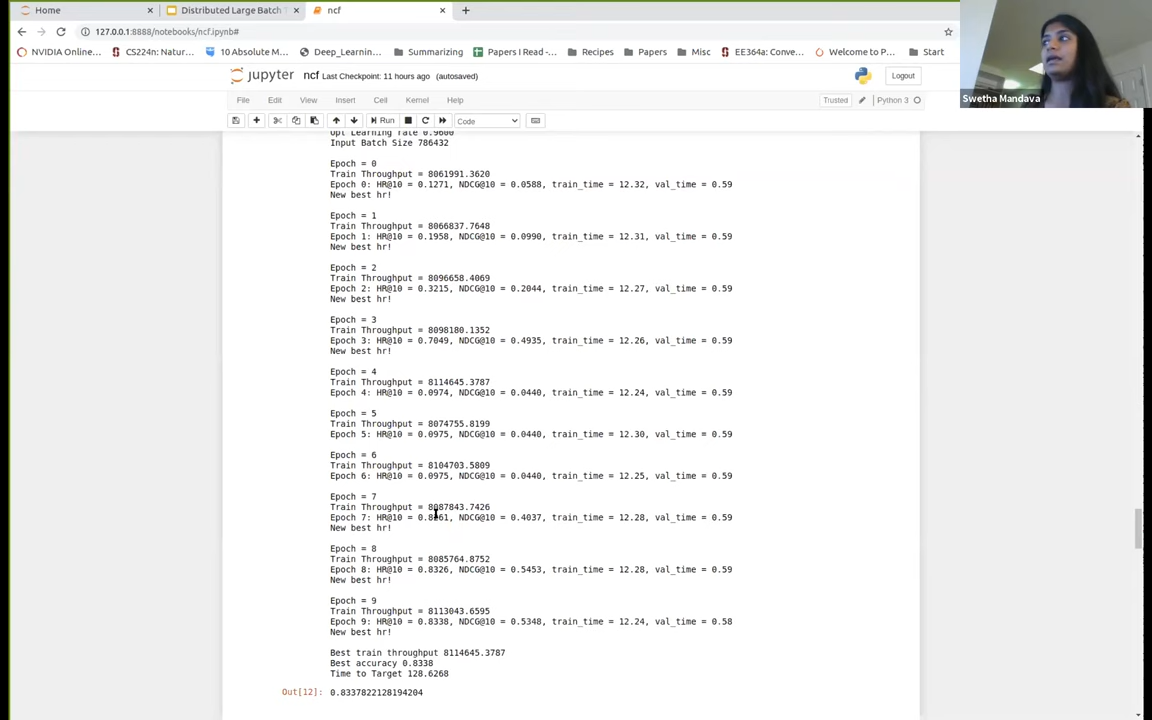 Home
Distributed Large Batch T
ncf
127.0.0.1:8888/notebooks/ncf.ipynb#
NVIDIA Online...
CS224n: Natur...
10 Absolute M...
Deep_Learnin...
Summarizing
Papers I Read -...
Recipes
Papers
Misc
EE364a: Conve...
Welcome to P...
Start
Swetha Mandava
jupyter ncf Last Checkpoint: 11 hours ago (autosaved)
Logout
File Edit View Insert Cell Kernel Help
Trusted
Python 3
Run
Code
Opt Learning rate 0.9600
Input Batch Size 786432
Epoch = 0
Train Throughput = 8061991.3620
Epoch 0: HR@10 = 0.1271, NDCG@10 = 0.0588, train_time = 12.32, val_time = 0.59
New best hr!
Epoch = 1
Train Throughput = 8066837.7648
Epoch 1: HR@10 = 0.1958, NDCG@10 = 0.0990, train_time = 12.31, val_time = 0.59
New best hr!
Epoch = 2
Train Throughput = 8096658.4069
Epoch 2: HR@10 = 0.3215, NDCG@10 = 0.2044, train_time = 12.27, val_time = 0.59
New best hr!
Epoch = 3
Train Throughput = 8098180.1352
Epoch 3: HR@10 = 0.7049, NDCG@10 = 0.4935, train_time = 12.26, val_time = 0.59
New best hr!
Epoch = 4
Train Throughput = 8114645.3787
Epoch 4: HR@10 = 0.0974, NDCG@10 = 0.0440, train_time = 12.24, val_time = 0.59
Epoch = 5
Train Throughput = 8074755.8199
Epoch 5: HR@10 = 0.0975, NDCG@10 = 0.0440, train_time = 12.30, val_time = 0.59
Epoch = 6
Train Throughput = 8104703.5809
Epoch 6: HR@10 = 0.0975, NDCG@10 = 0.0440, train_time = 12.25, val_time = 0.59
Epoch = 7
Train Throughput = 8087843.7426
Epoch 7: HR@10 = NDCG@10 = 0.4037, train_time = 12.28, val_time = 0.59
New best hr!
Epoch = 8
Train Throughput = 8085764.8752
Epoch 8: HR@10 = 0.8326, NDCG@10 = 0.5453, train_time = 12.28, val_time = 0.59
New best hr!
Epoch = 9
Train Throughput = 8113043.6595
Epoch 9: HR@10 = 0.8338, NDCG@10 = 0.5348, train_time = 12.24, val_time = 0.58
New best hr!
Best train throughput 8114645.3787
Best accuracy 0.8338
Time to Target 128.6268
Out[12]: 0.8337822128194204